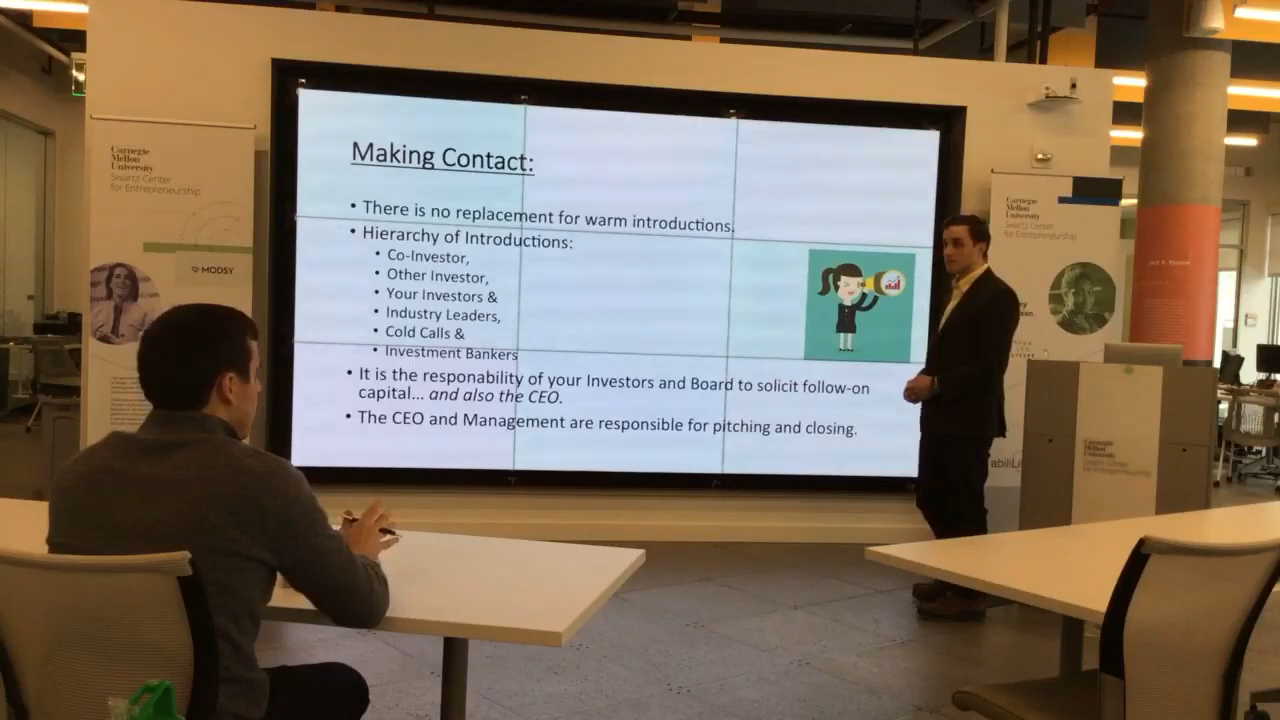 Making Contact:
• There is no replacement for warm introductions.
• Hierarchy of Introductions:
• Co-Investor,
• Other Investor,
• Your Investors &
• Industry Leaders,
• Cold Calls &
• Investment Bankers
• It is the responability of your Investors and Board to solicit follow-on
capital... and also the CEO.
• The CEO and Management are responsible for pitching and closing.
Carnegie
Mellon
University
Swartz Center
for Entrepreneurship
MODSY
Carnegie
Mellon
University
Swartz Center
for Entrepreneurship
abiLi
Carnegie
Mellon
University
Swartz Center
for Entrepreneurship